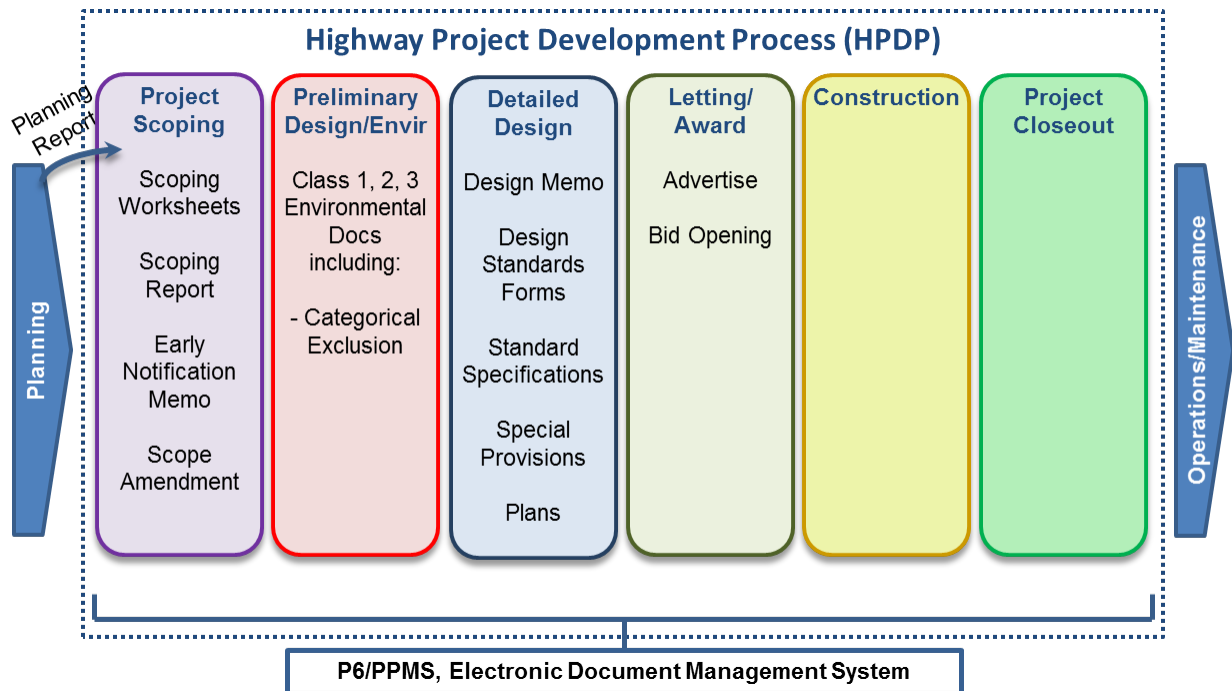 Highway Project Development Process (HPDP)
Planning
Report
Planning
Project
Scoping
Scoping
Worksheets
Scoping
Report
Early
Notification
Memo
Scope
Amendment
Preliminary
Design/Envir
Class 1, 2, 3
Environmental
Docs
including:
- Categorical
Exclusion
Detailed
Design
Design Memo
Design
Standards
Forms
Standard
Specifications
Special
Provisions
Plans
Letting/
Award
Advertise
Bid Opening
Construction
Project
Closeout
Operations/Maintenance
P6/PPMS, Electronic Document Management System